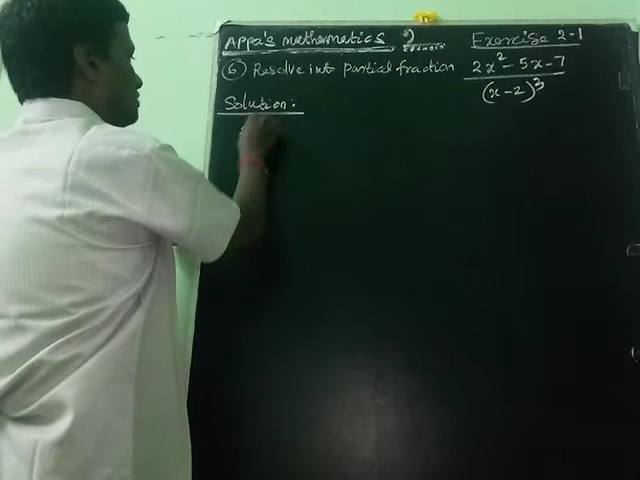 Appa's mathematics Exercise 2-1
⑥ Resolve into partial fraction (2x² - 5x - 7)/(x - 2)³
Solution: